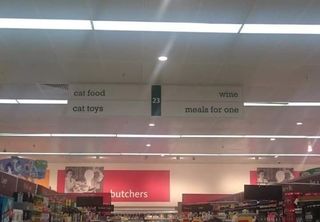 cat food
cat toys
23
wine
meals for one
butchers